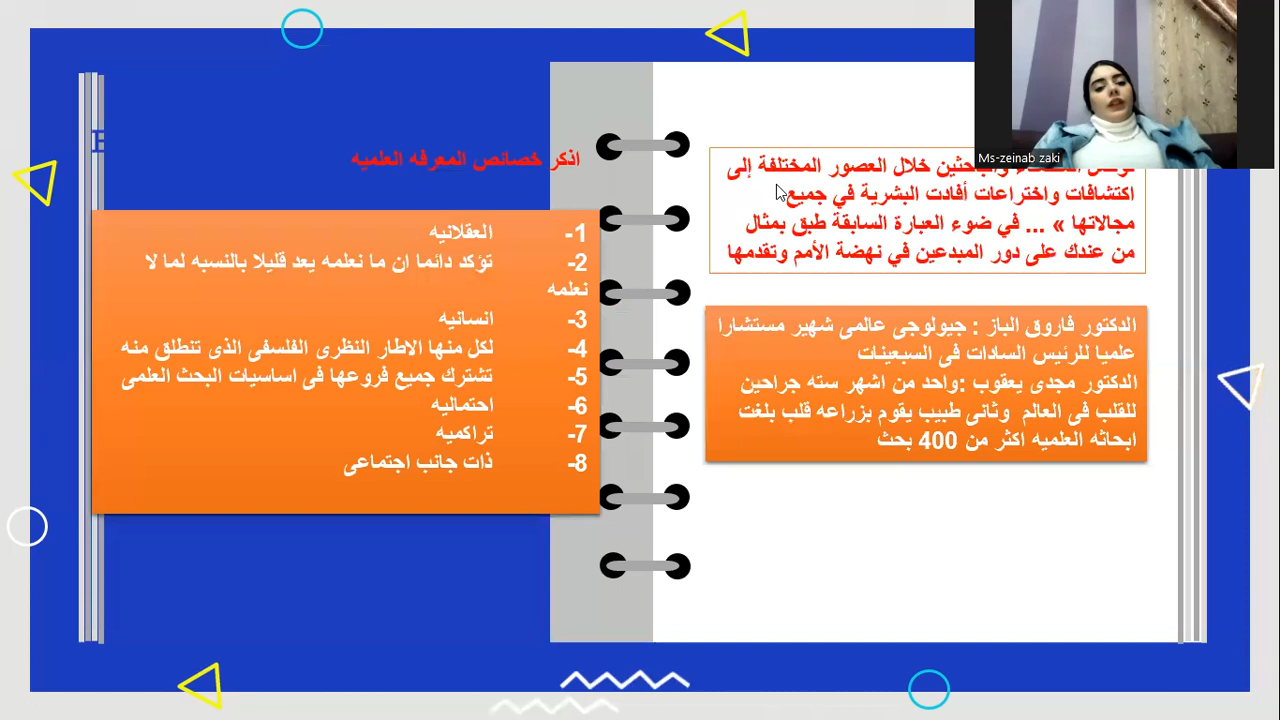 Ms-zeinab zaki
والباحثين خلال العصور المختلفة إلى
اكتشافات واختراعات أفادت البشرية في جميع
مجالاتها » ... في ضوء العبارة السابقة طبق بمثال
من عندك على دور المبدعين في نهضة الأمم وتقدمها
الدكتور فاروق الباز : جيولوجى عالمى شهير مستشارا
علميا للرئيس السادات فى السبعينات
الدكتور مجدى يعقوب :واحد من اشهر سته جراحين
للقلب فى العالم وثانى طبيب يقوم بزراعه قلب بلغت
ابحاثه العلميه اكثر من 400 بحث
اذكر خصائص المعرفه العلميه
1- العقلانيه
2- تؤكد دائما ان ما نعلمه يعد قليلا بالنسبه لما لا
نعلمه
3- انسانيه
4- لكل منها الاطار النظرى الفلسفى الذى تنطلق منه
5- تشترك جميع فروعها فى اساسيات البحث العلمى
6- احتماليه
7- تراكميه
8- ذات جانب اجتماعى